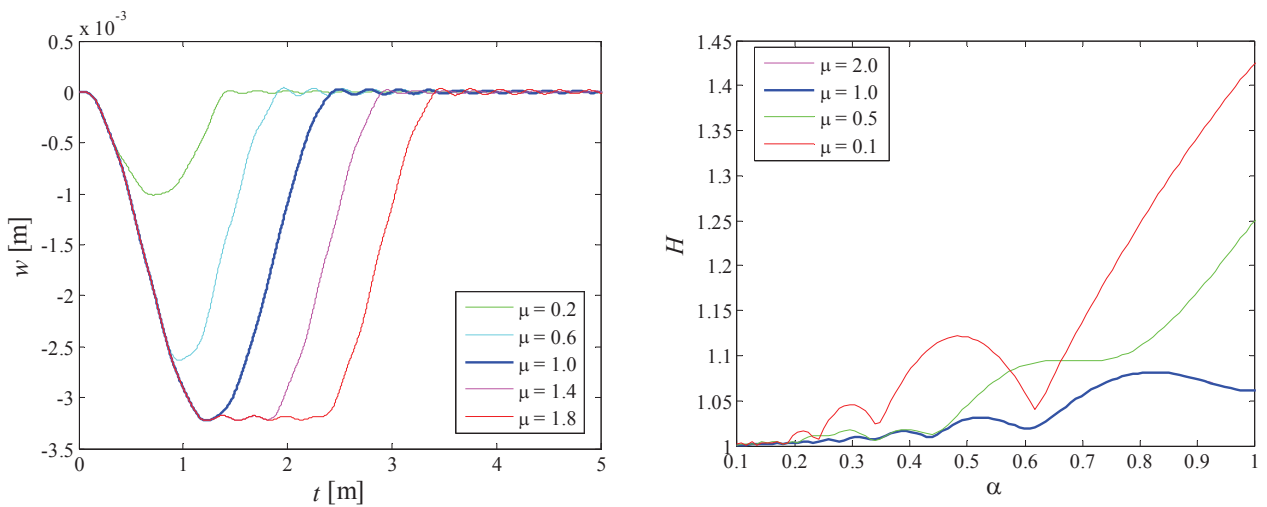 x 10⁻³
0.5
0
-0.5
-1
-1.5
-2
-2.5
-3
-3.5
w [m]
0 1 2 3 4 5
t [m]
μ = 0.2
μ = 0.6
μ = 1.0
μ = 1.4
μ = 1.8
1.45
1.4
1.35
1.3
1.25
1.2
1.15
1.1
1.05
1
H
0.1 0.2 0.3 0.4 0.5 0.6 0.7 0.8 0.9 1
α
μ = 2.0
μ = 1.0
μ = 0.5
μ = 0.1